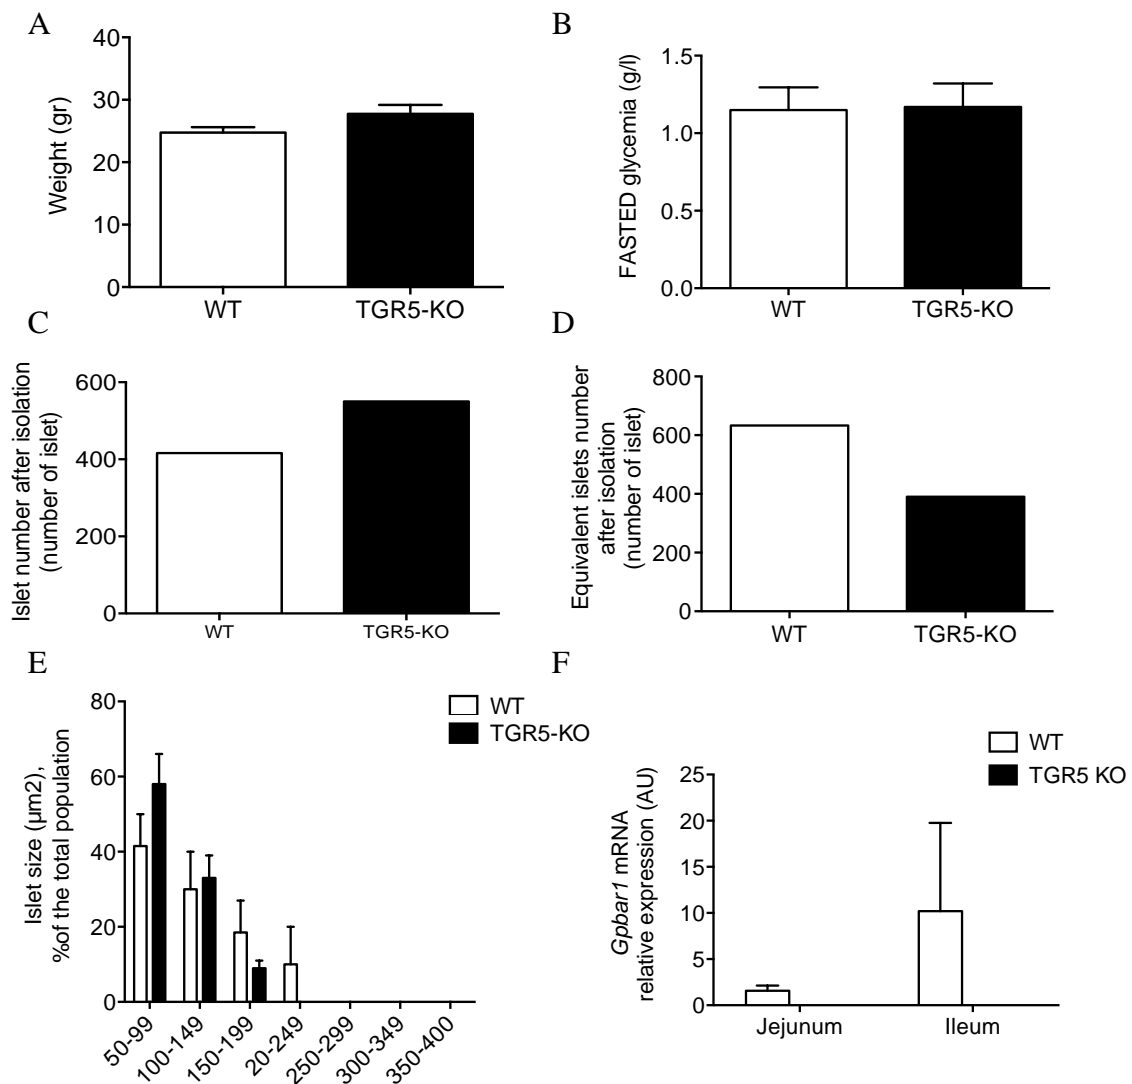 A
Weight (gr)
40
30
20
10
0
WT
TGR5-KO
B
FASTED glycemia (g/l)
1.5
1.0
0.5
0.0
WT
TGR5-KO
C
Islet number after isolation
(number of islet)
600
400
200
0
WT
TGR5-KO
D
Equivalent islets number
after isolation
(number of islet)
800
600
400
200
0
WT
TGR5-KO
E
Islet size (µm2),
%of the total population
80
60
40
20
0
50-99
100-149
150-199
20-249
250-299
300-349
350-400
WT
TGR5-KO
F
Gpbar1 mRNA
relative expression (AU)
25
20
15
10
5
0
Jejunum
Ileum
WT
TGR5 KO